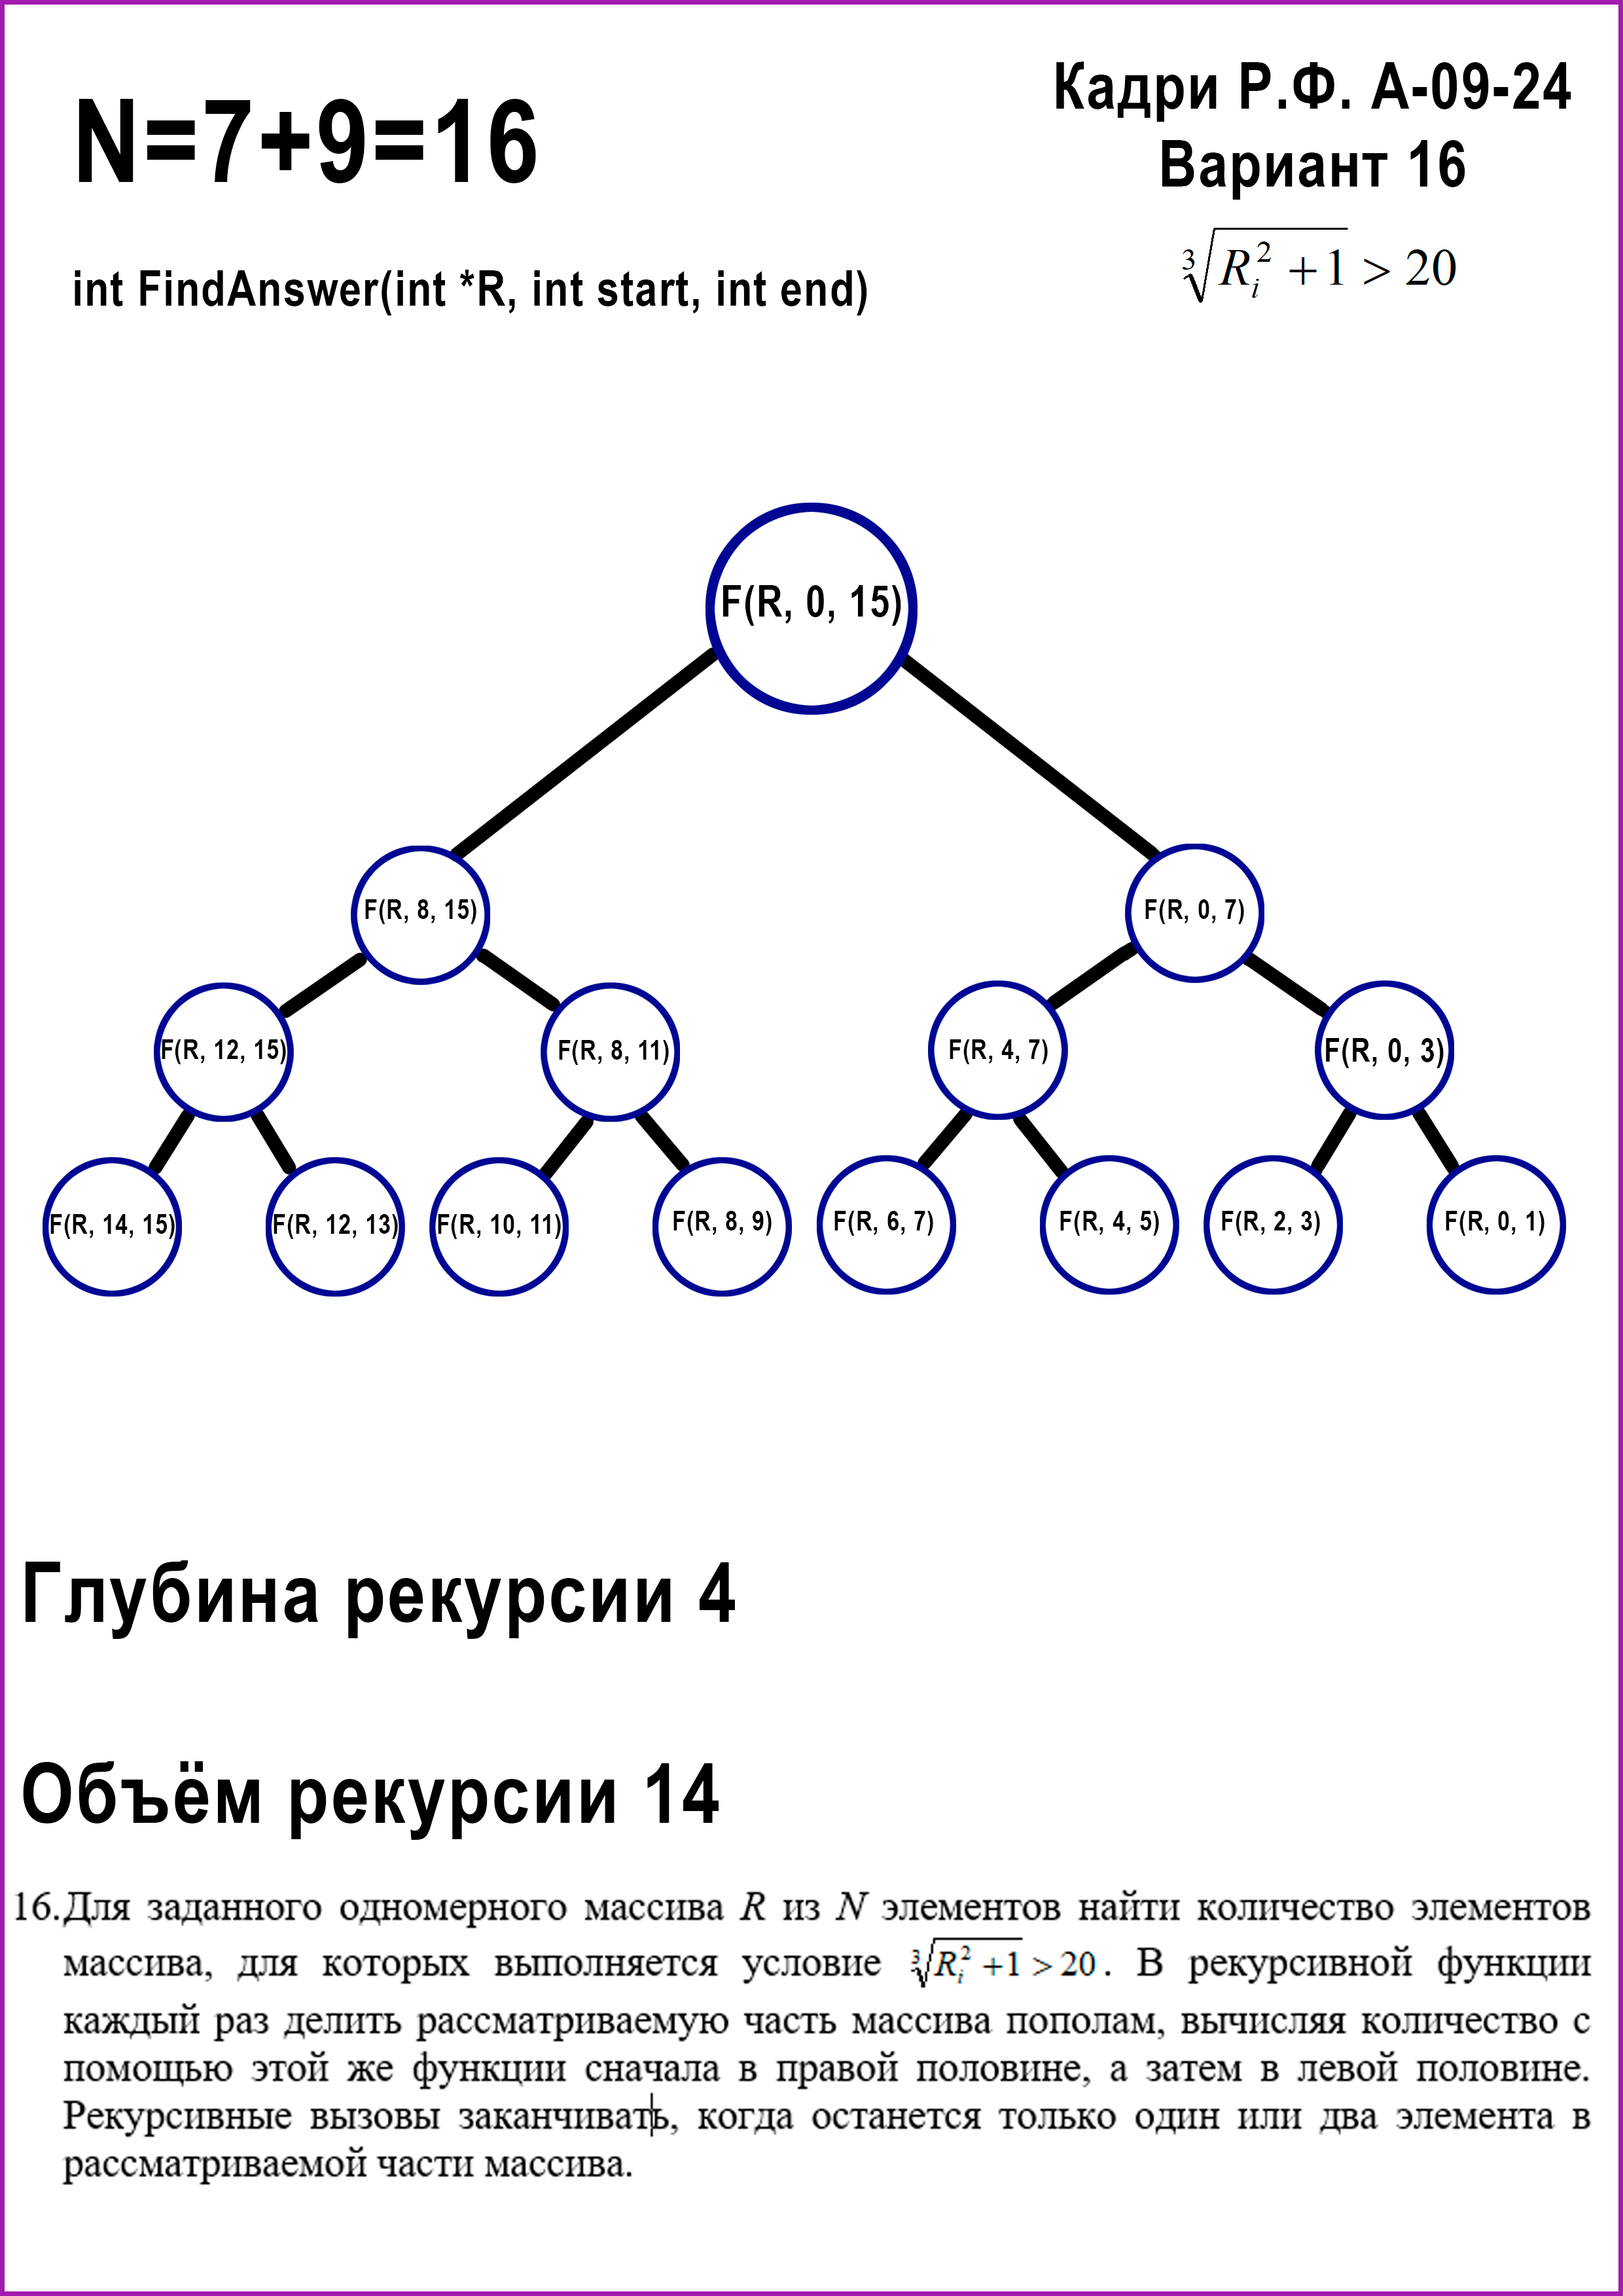 N=7+9=16
Кадри Р.Ф. А-09-24
Вариант 16
∛(R_i^2 + 1) > 20
int FindAnswer(int *R, int start, int end)
F(R, 0, 15)
F(R, 8, 15)
F(R, 0, 7)
F(R, 12, 15)
F(R, 8, 11)
F(R, 4, 7)
F(R, 0, 3)
F(R, 14, 15)
F(R, 12, 13)
F(R, 10, 11)
F(R, 8, 9)
F(R, 6, 7)
F(R, 4, 5)
F(R, 2, 3)
F(R, 0, 1)
Глубина рекурсии 4
Объём рекурсии 14
16. Для заданного одномерного массива R из N элементов найти количество элементов
массива, для которых выполняется условие ∛(R_i^2 +1) > 20. В рекурсивной функции
каждый раз делить рассматриваемую часть массива пополам, вычисляя количество с
помощью этой же функции сначала в правой половине, а затем в левой половине.
Рекурсивные вызовы заканчивать, когда останется только один или два элемента в
рассматриваемой части массива.